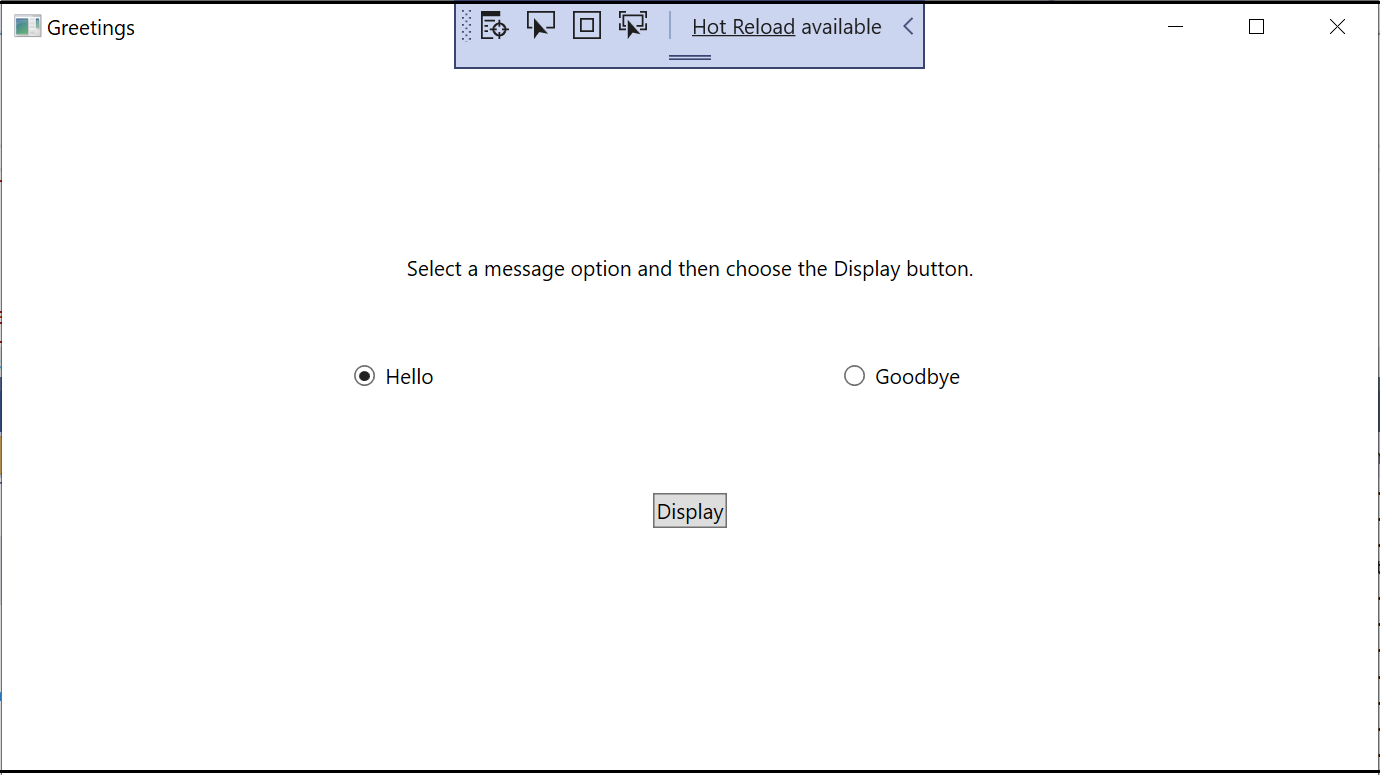 Greetings
Hot Reload available
Select a message option and then choose the Display button.
Hello
Goodbye
Display